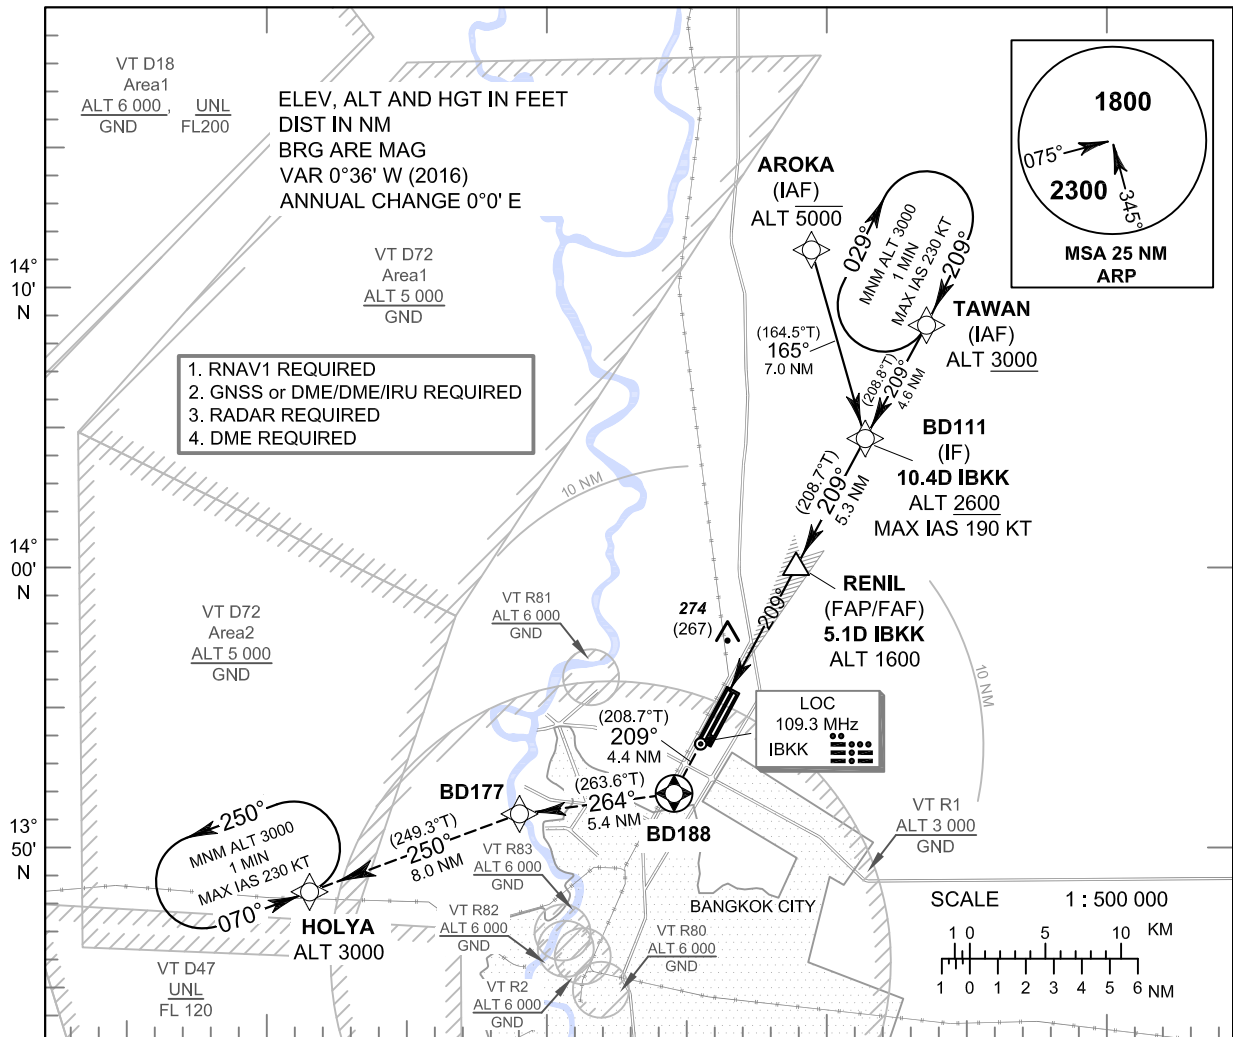 VT D18
Area1
ALT 6 000, UNL
GND FL200
ELEV, ALT AND HGT IN FEET
DIST IN NM
BRG ARE MAG
VAR 0°36' W (2016)
ANNUAL CHANGE 0°0' E
1800
075°
2300
345°
MSA 25 NM
ARP
AROKA
(IAF)
ALT 5000
029°
MNM ALT 3000
1 MIN
MAX IAS 230 KT
209°
TAWAN
(IAF)
ALT 3000
VT D72
Area1
ALT 5 000
GND
14°
10'
N
1. RNAV1 REQUIRED
2. GNSS or DME/DME/IRU REQUIRED
3. RADAR REQUIRED
4. DME REQUIRED
(164.5°T)
165°
7.0 NM
(208.8°T)
209°
4.6 NM
BD111
(IF)
10.4D IBKK
ALT 2600
MAX IAS 190 KT
10 NM
(208.7°T)
209°
5.3 NM
14°
00'
N
RENIL
(FAP/FAF)
5.1D IBKK
ALT 1600
209°
274
(267)
VT R81
ALT 6 000
GND
VT D72
Area2
ALT 5 000
GND
10 NM
LOC
109.3 MHz
IBKK
(208.7°T)
209°
4.4 NM
(263.6°T)
264°
5.4 NM
BD177
BD188
(249.3°T)
250°
8.0 NM
250°
MNM ALT 3000
1 MIN
MAX IAS 230 KT
070°
HOLYA
ALT 3000
13°
50'
N
VT R1
ALT 3 000
GND
VT R83
ALT 6 000
GND
VT R82
ALT 6 000
GND
VT R80
ALT 6 000
GND
VT R2
ALT 6 000
GND
BANGKOK CITY
VT D47
UNL
FL 120
SCALE 1 : 500 000
1 0 5 10 KM
1 0 1 2 3 4 5 6 NM